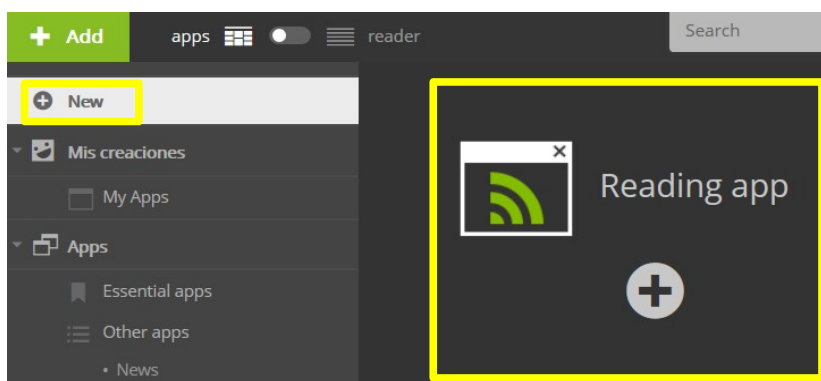 Add
apps
reader
Search
New
Mis creaciones
My Apps
Apps
Essential apps
Other apps
• News
Reading app